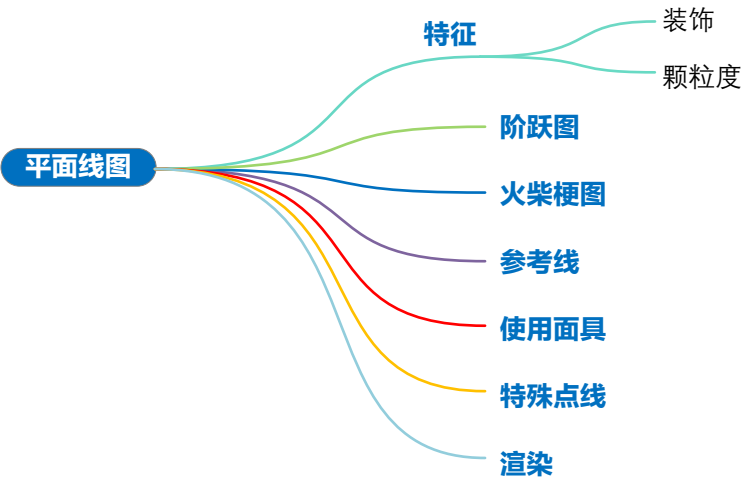 平面线图
特征
装饰
颗粒度
阶跃图
火柴梗图
参考线
使用面具
特殊点线
渲染